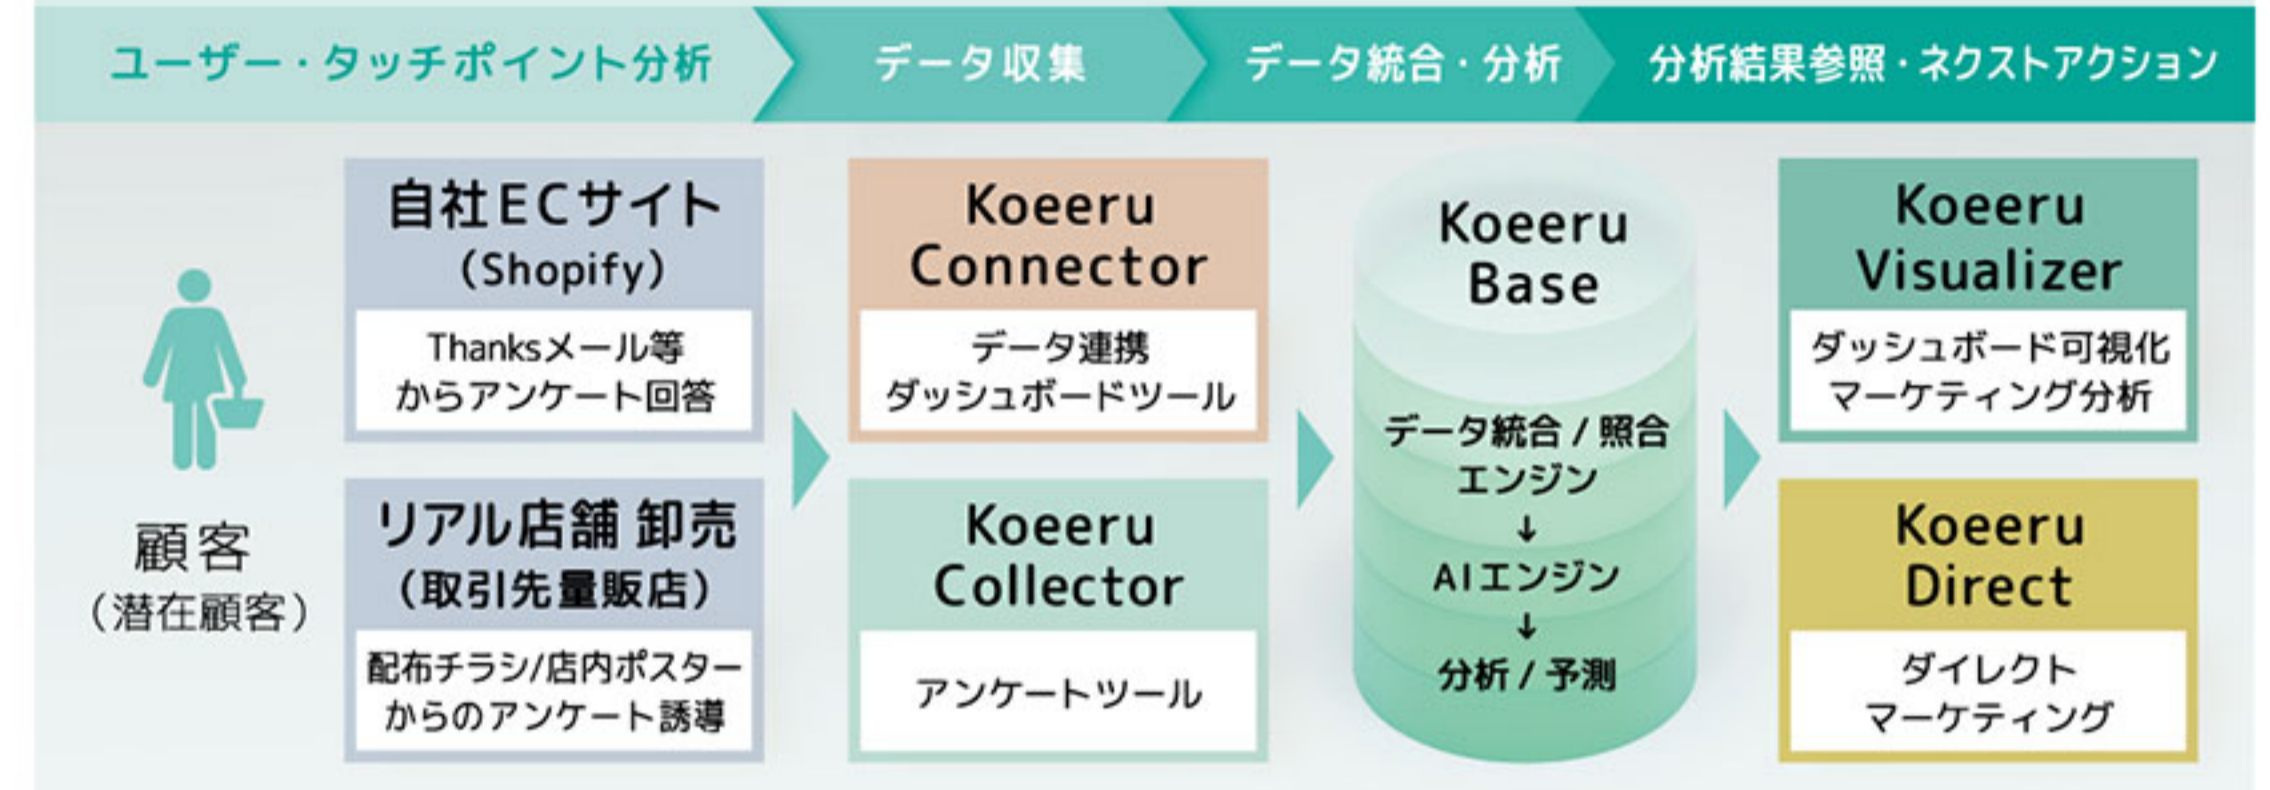 ユーザー・タッチポイント分析
データ収集
データ統合・分析
分析結果参照・ネクストアクション
顧客
（潜在顧客）
自社ECサイト
（Shopify）
Thanksメール等
からアンケート回答
リアル店舗 卸売
（取引先量販店）
配布チラシ/店内ポスター
からのアンケート誘導
Koeeru
Connector
データ連携
ダッシュボードツール
Koeeru
Collector
アンケートツール
Koeeru
Base
データ統合 / 照合
エンジン
↓
AIエンジン
↓
分析 / 予測
Koeeru
Visualizer
ダッシュボード可視化
マーケティング分析
Koeeru
Direct
ダイレクト
マーケティング